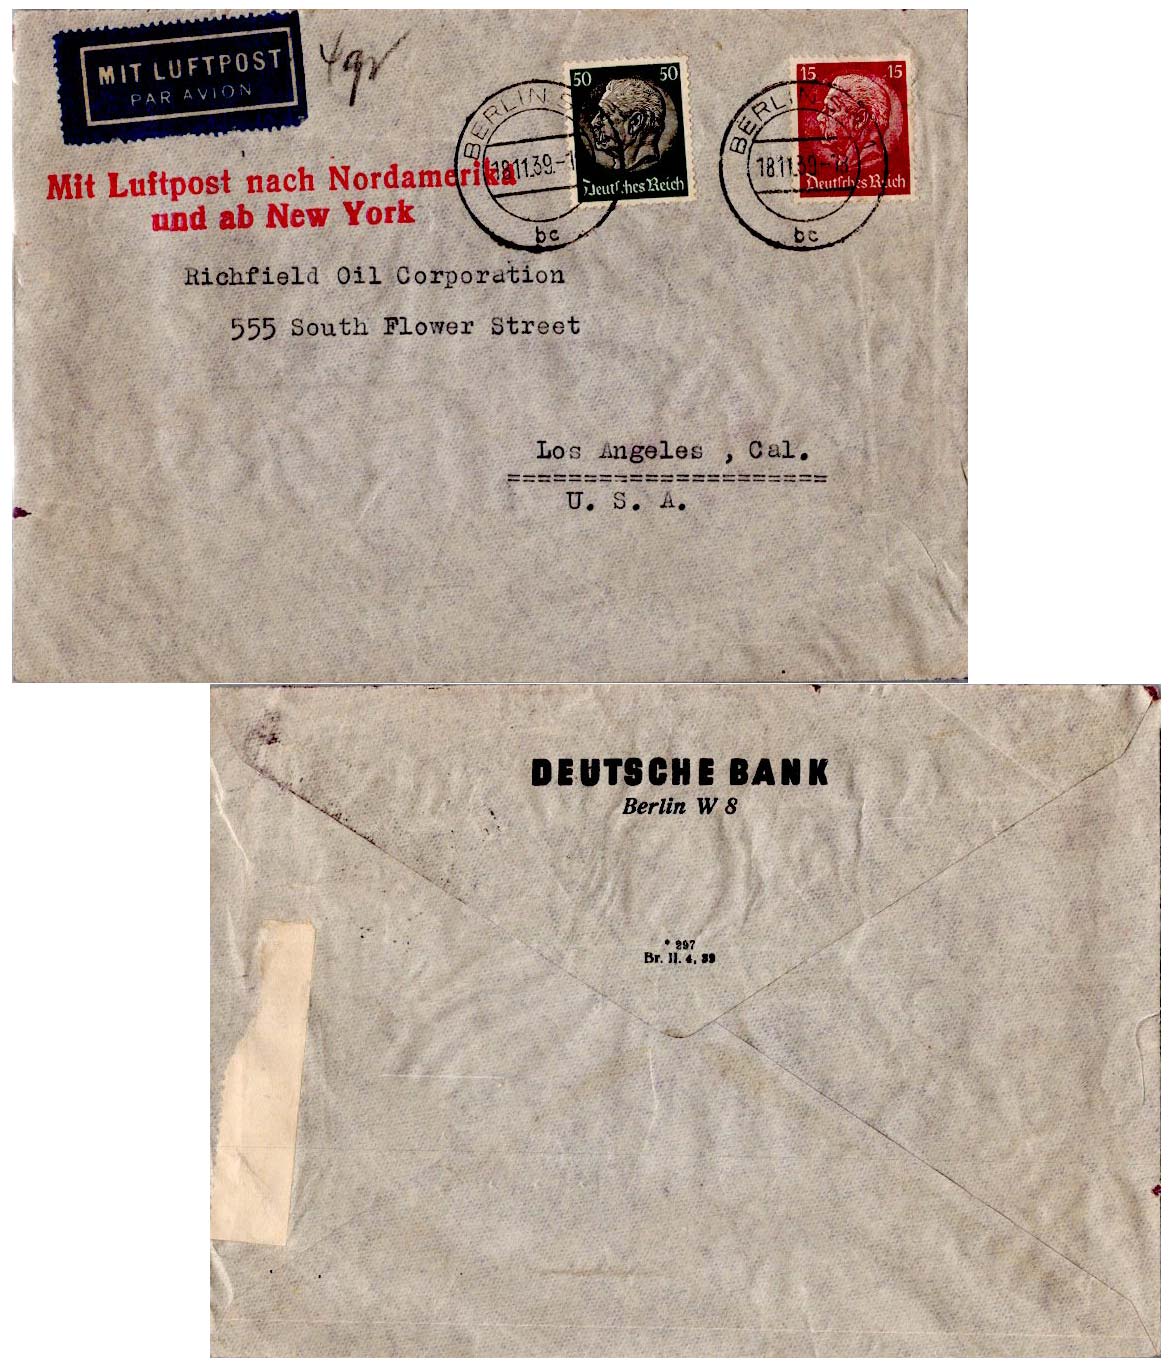 MIT LUFTPOST
PAR AVION
4gr
50 50
Deutsches Reich
15 15
Deutsches Reich
BERLIN
18.11.39.-1
bc
BERLIN
18.11.39.-
bc
Mit Luftpost nach Nordamerika
und ab New York
Richfield Oil Corporation
555 South Flower Street
Los Angeles , Cal.
=====================
U. S. A.
DEUTSCHE BANK
Berlin W 8
* 297
Br. II. 4, 39